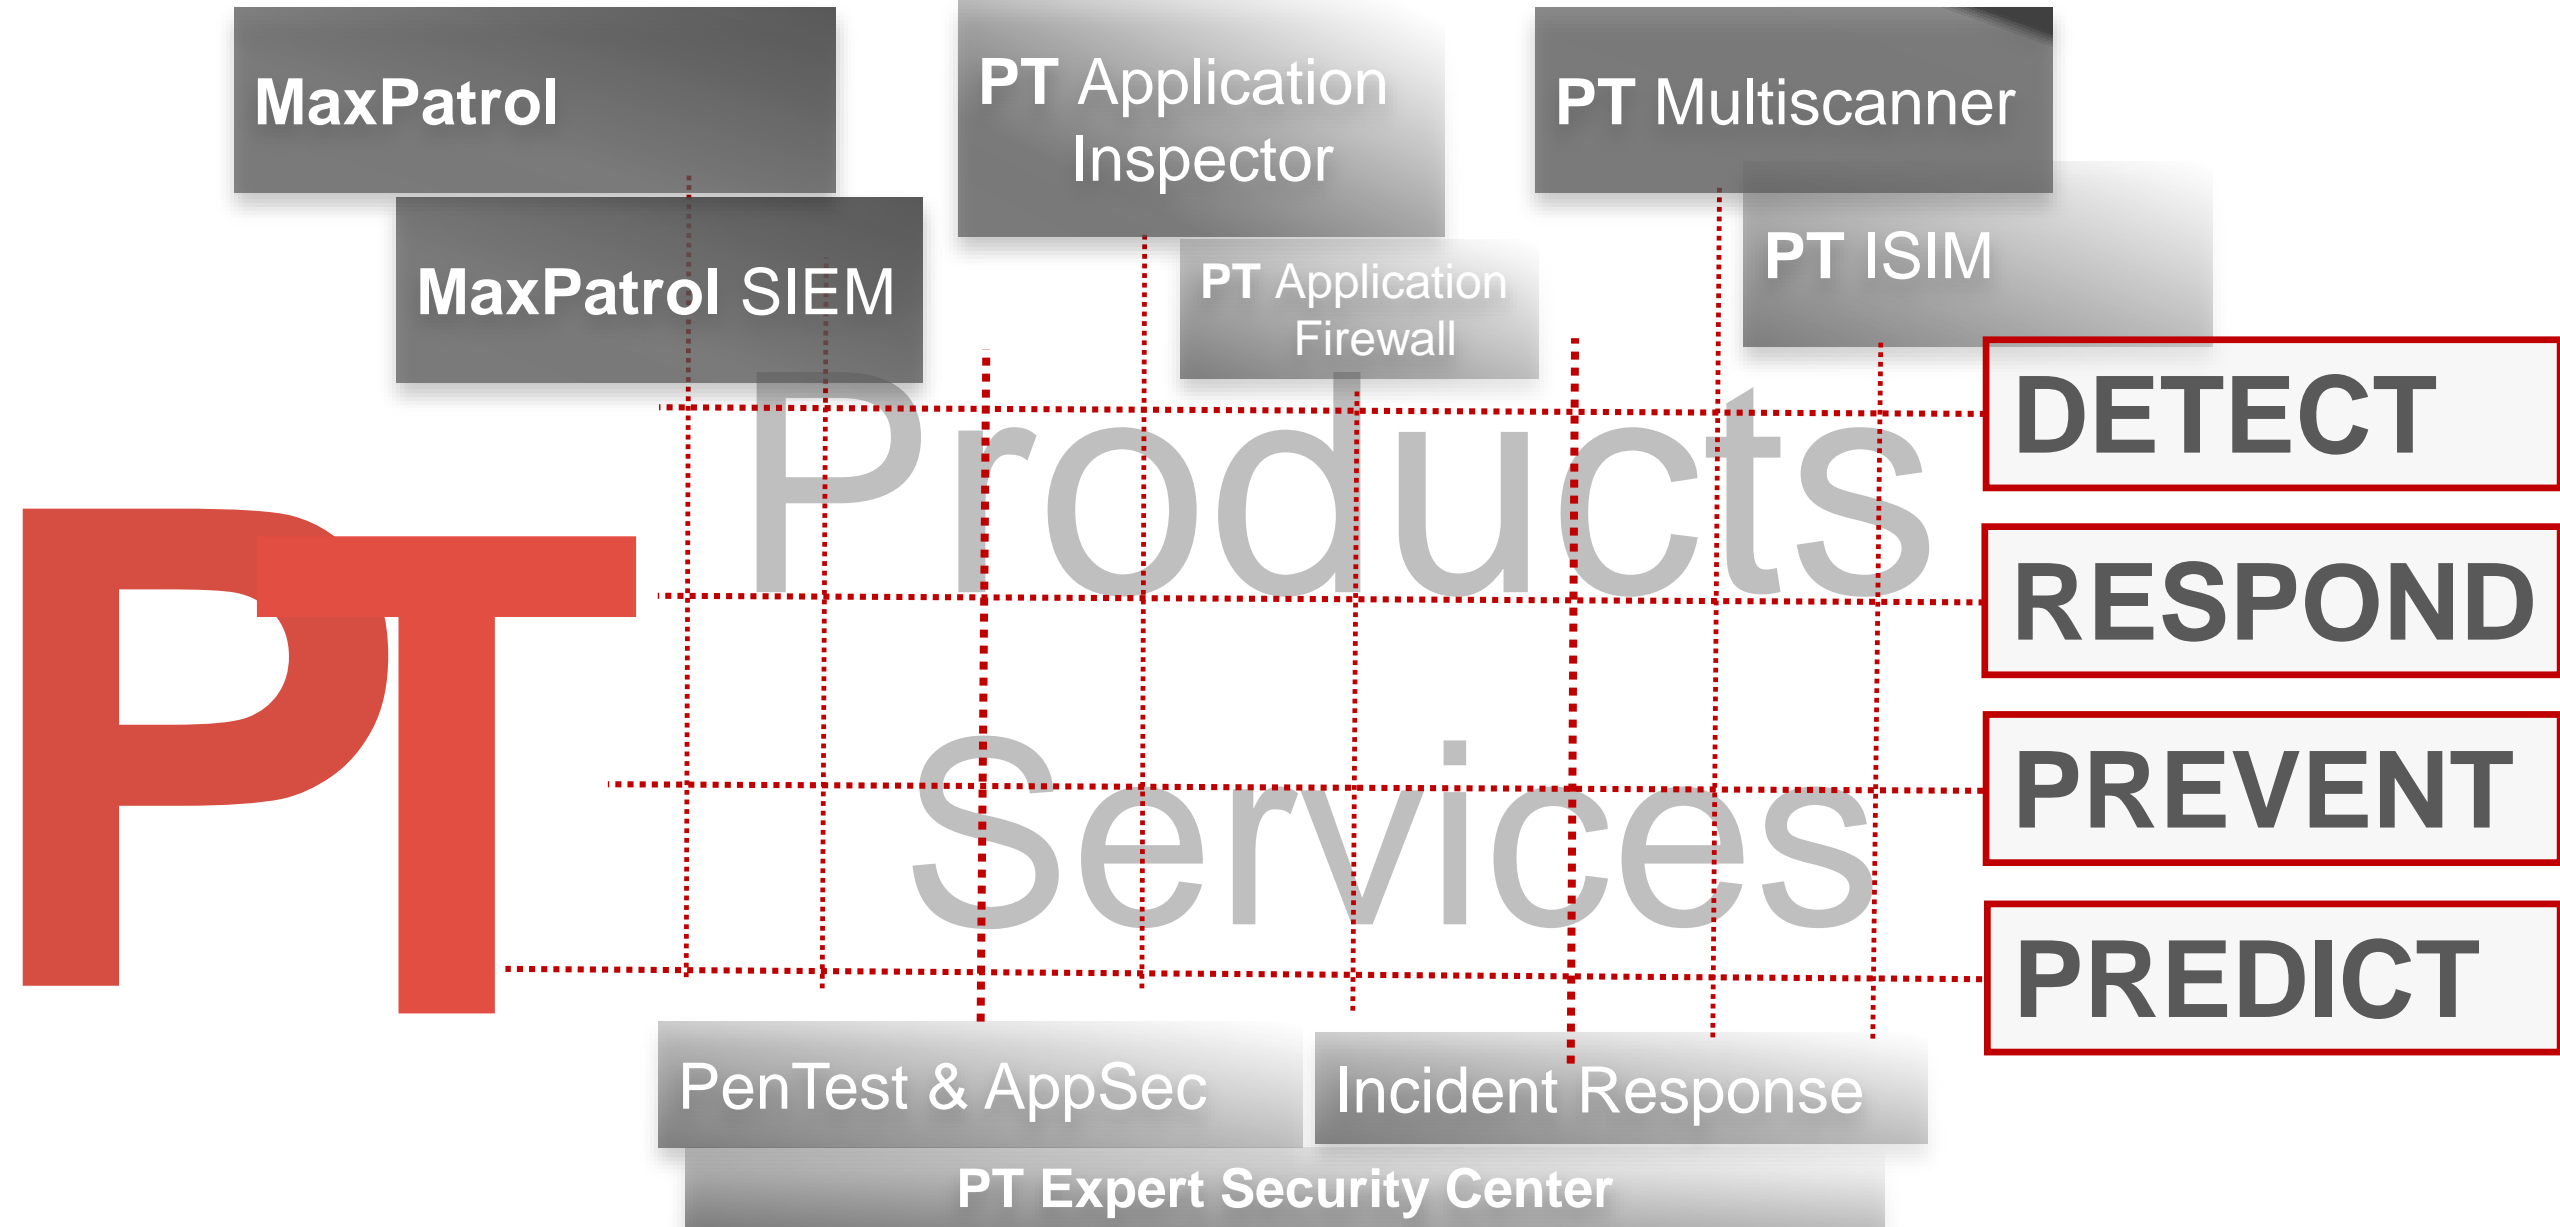 MaxPatrol
PT Application
Inspector
PT Multiscanner
MaxPatrol SIEM
PT Application
Firewall
PT ISIM
Products
DETECT
PT
RESPOND
Services
PREVENT
PREDICT
PenTest & AppSec
Incident Response
PT Expert Security Center